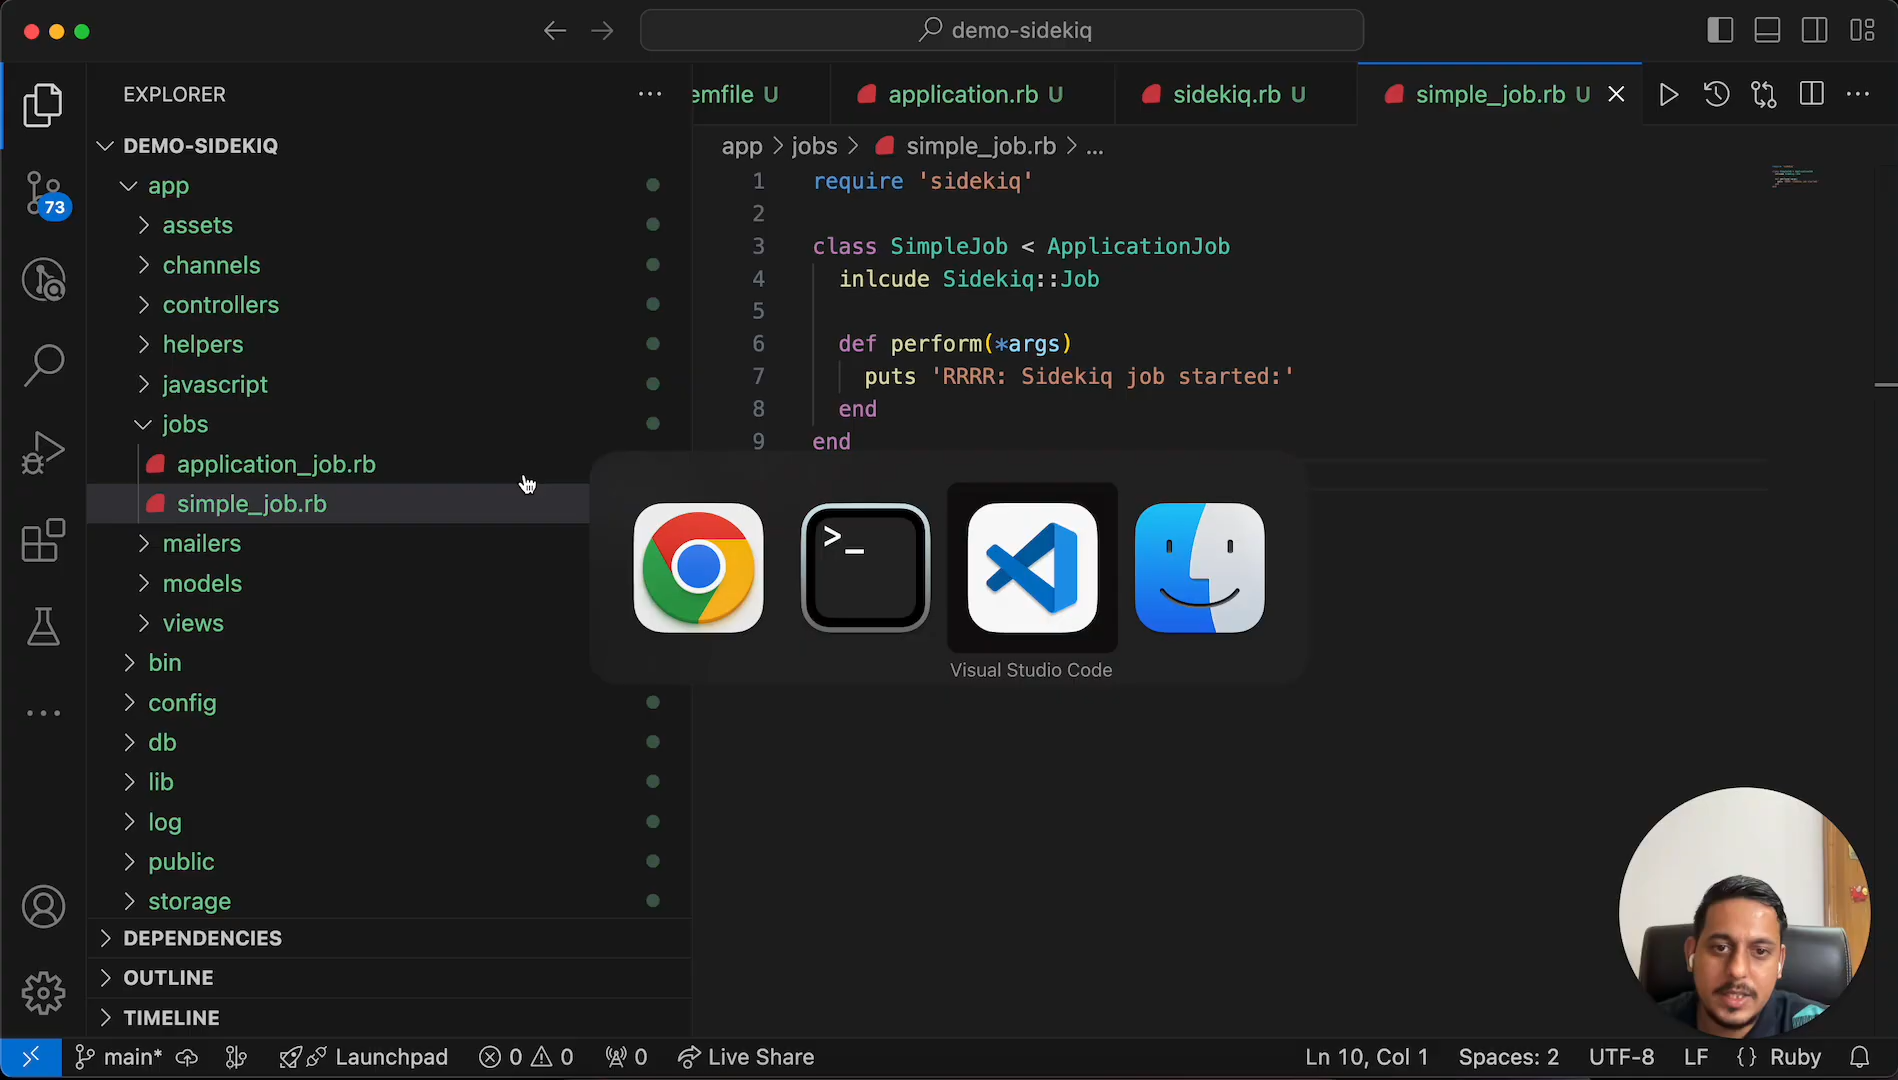 demo-sidekiq
EXPLORER
emfile U
application.rb U
sidekiq.rb U
simple_job.rb U
app > jobs > simple_job.rb > ...
DEMO-SIDEKIQ
app
assets
channels
controllers
helpers
javascript
jobs
application_job.rb
simple_job.rb
mailers
models
views
bin
config
db
lib
log
public
storage
DEPENDENCIES
OUTLINE
TIMELINE
73
1 require 'sidekiq'
2
3 class SimpleJob < ApplicationJob
4 inlcude Sidekiq::Job
5
6 def perform(*args)
7 puts 'RRRR: Sidekiq job started:'
8 end
9 end
>_
Visual Studio Code
main* Launchpad 0 0 0 Live Share Ln 10, Col 1 Spaces: 2 UTF-8 LF {} Ruby